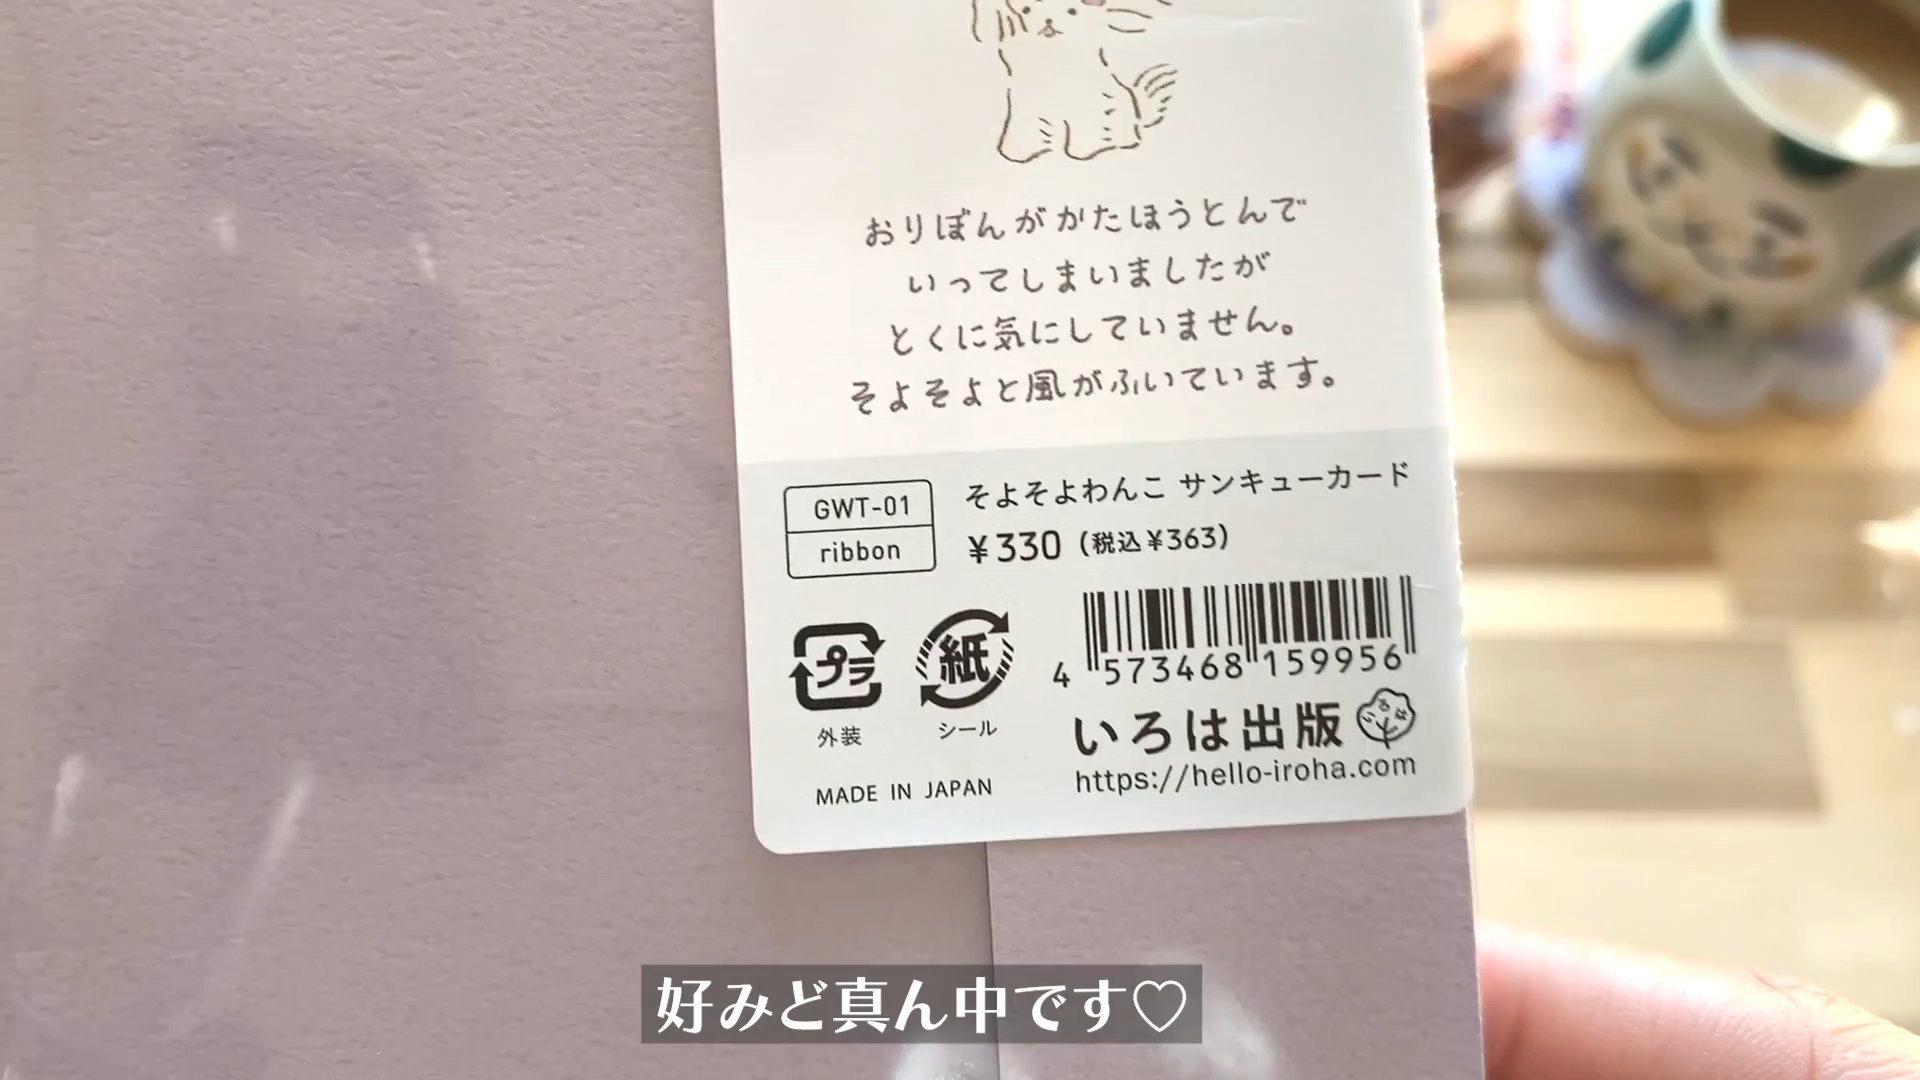 おりぼんがかたほうとんで
いってしまいましたが
とくに気にしていません。
そよそよと風がふいています。
GWT-01
ribbon
そよそよわんこ サンキューカード
¥330（税込¥363）
プラ
外装
紙
シール
4 573468 159956
いろは出版
MADE IN JAPAN
https://hello-iroha.com
好みど真ん中です♡